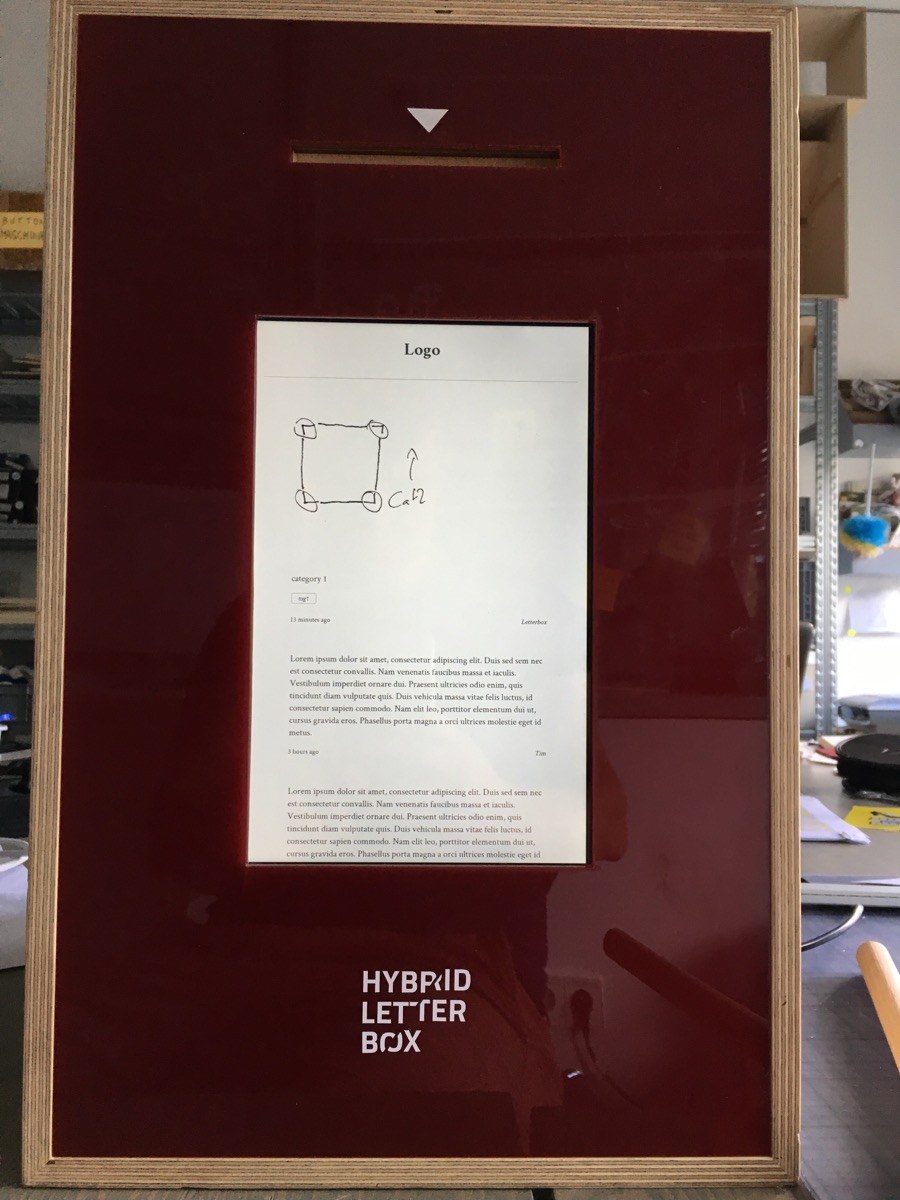 BUTTON
MASCHINE
Logo
Cat2
category 1
tag1
13 minutes ago
Letterbox
Lorem ipsum dolor sit amet, consectetur adipiscing elit. Duis sed sem nec
est consectetur convallis. Nam venenatis faucibus massa et iaculis.
Vestibulum imperdiet ornare dui. Praesent ultricies odio enim, quis
tincidunt diam vulputate quis. Duis vehicula massa vitae felis luctus, id
consectetur sapien commodo. Nam elit leo, porttitor elementum dui ut,
cursus gravida eros. Phasellus porta magna a orci ultrices molestie eget id
metus.
3 hours ago
Tim
Lorem ipsum dolor sit amet, consectetur adipiscing elit. Duis sed sem nec
est consectetur convallis. Nam venenatis faucibus massa et iaculis.
Vestibulum imperdiet ornare dui. Praesent ultricies odio enim, quis
tincidunt diam vulputate quis. Duis vehicula massa vitae felis luctus, id
consectetur sapien commodo. Nam elit leo, porttitor elementum dui ut,
cursus gravida eros. Phasellus porta magna a orci ultrices molestie eget id
HYBRID
LETTER
BOX